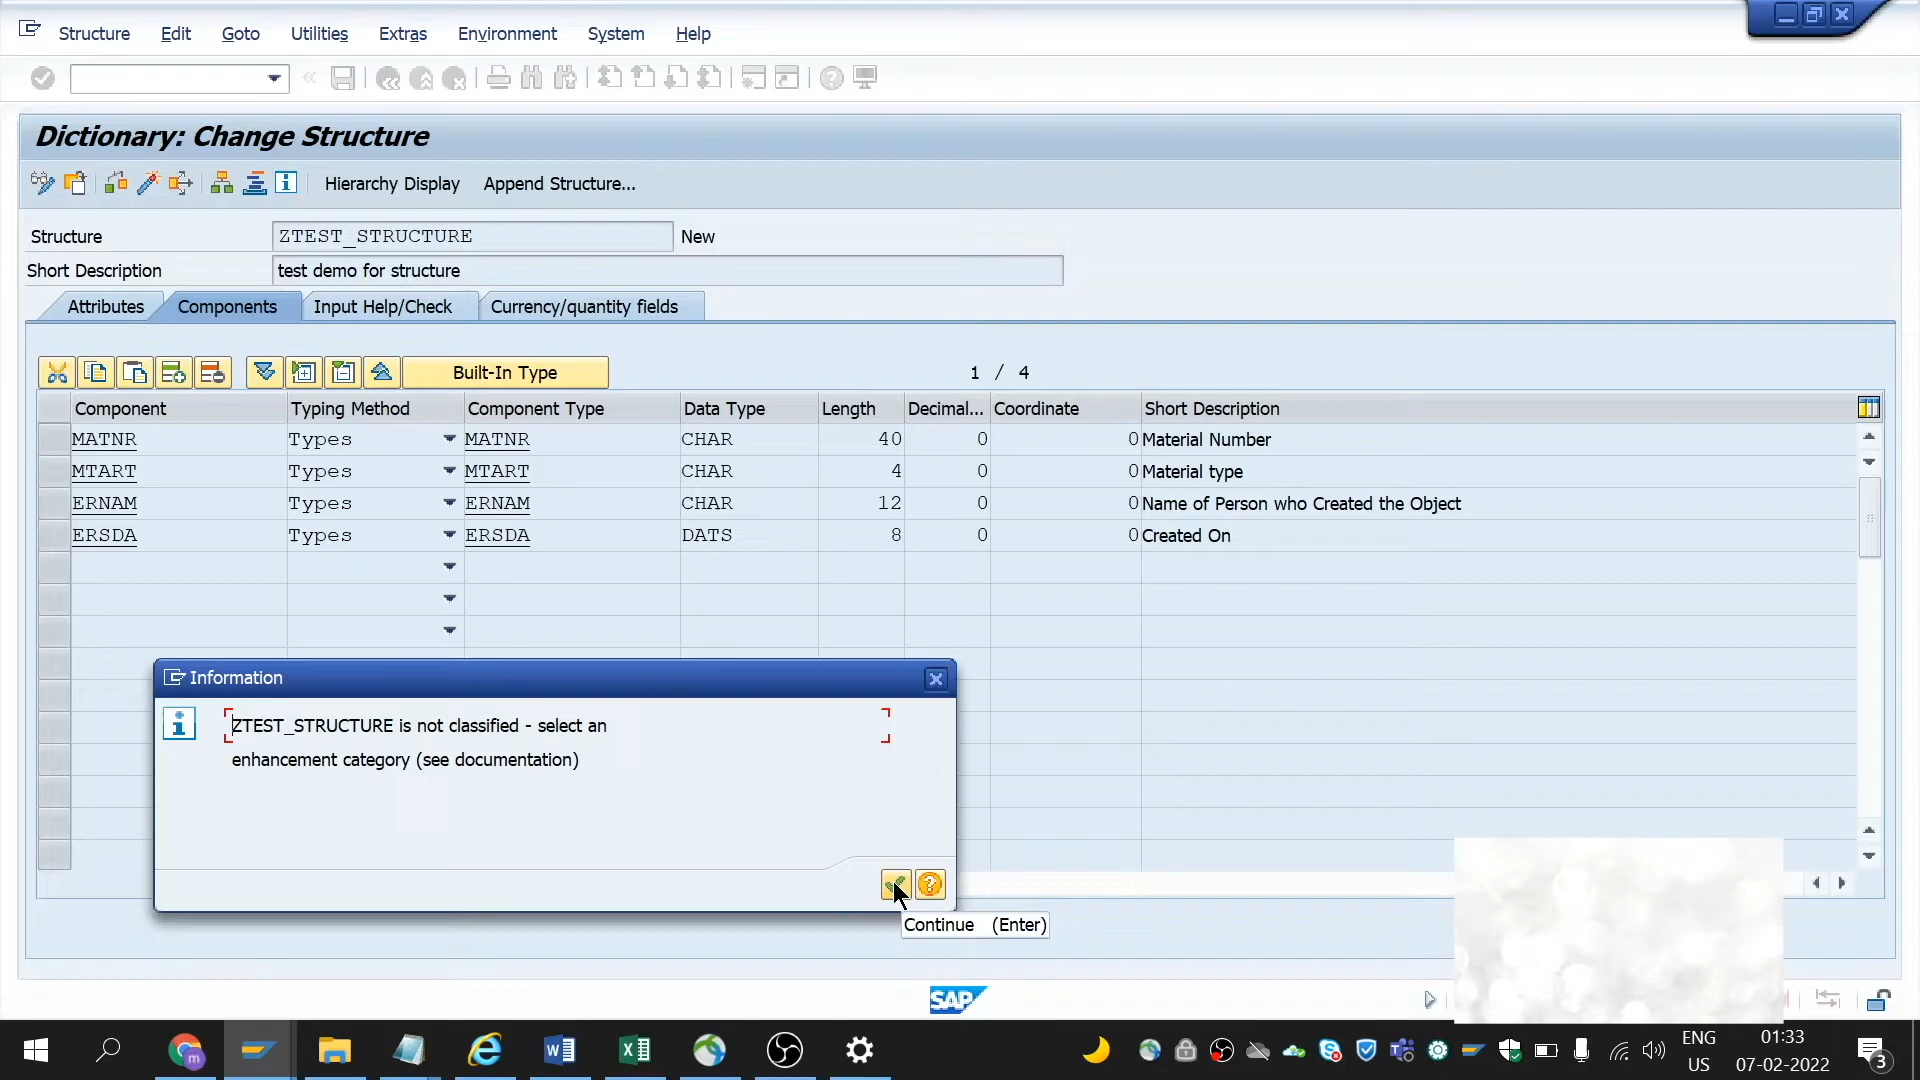 Structure Edit Goto Utilities Extras Environment System Help
Dictionary: Change Structure
Hierarchy Display Append Structure...
Structure ZTEST_STRUCTURE New
Short Description test demo for structure
Attributes Components Input Help/Check Currency/quantity fields
Built-In Type 1 / 4
Component Typing Method Component Type Data Type Length Decimal... Coordinate Short Description
MATNR Types MATNR CHAR 40 0 0 Material Number
MTART Types MTART CHAR 4 0 0 Material type
ERNAM Types ERNAM CHAR 12 0 0 Name of Person who Created the Object
ERSDA Types ERSDA DATS 8 0 0 Created On
Information
ZTEST_STRUCTURE is not classified - select an
enhancement category (see documentation)
Continue (Enter)
SAP
ENG 01:33
US 07-02-2022 3